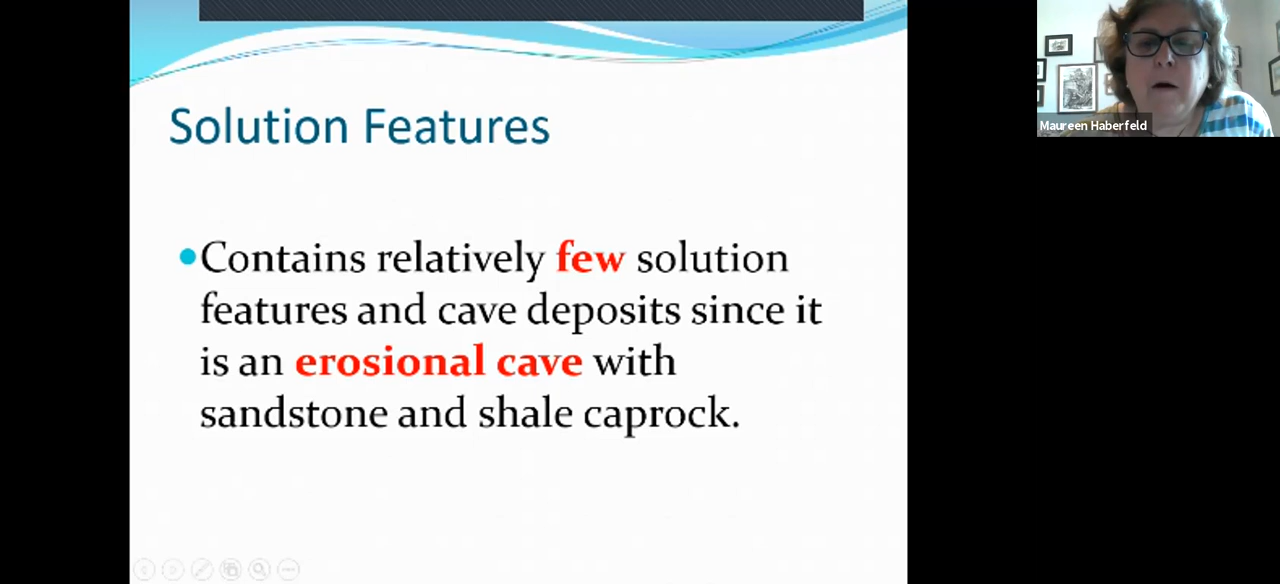 Solution Features
•Contains relatively few solution
features and cave deposits since it
is an erosional cave with
sandstone and shale caprock.
Maureen Haberfeld